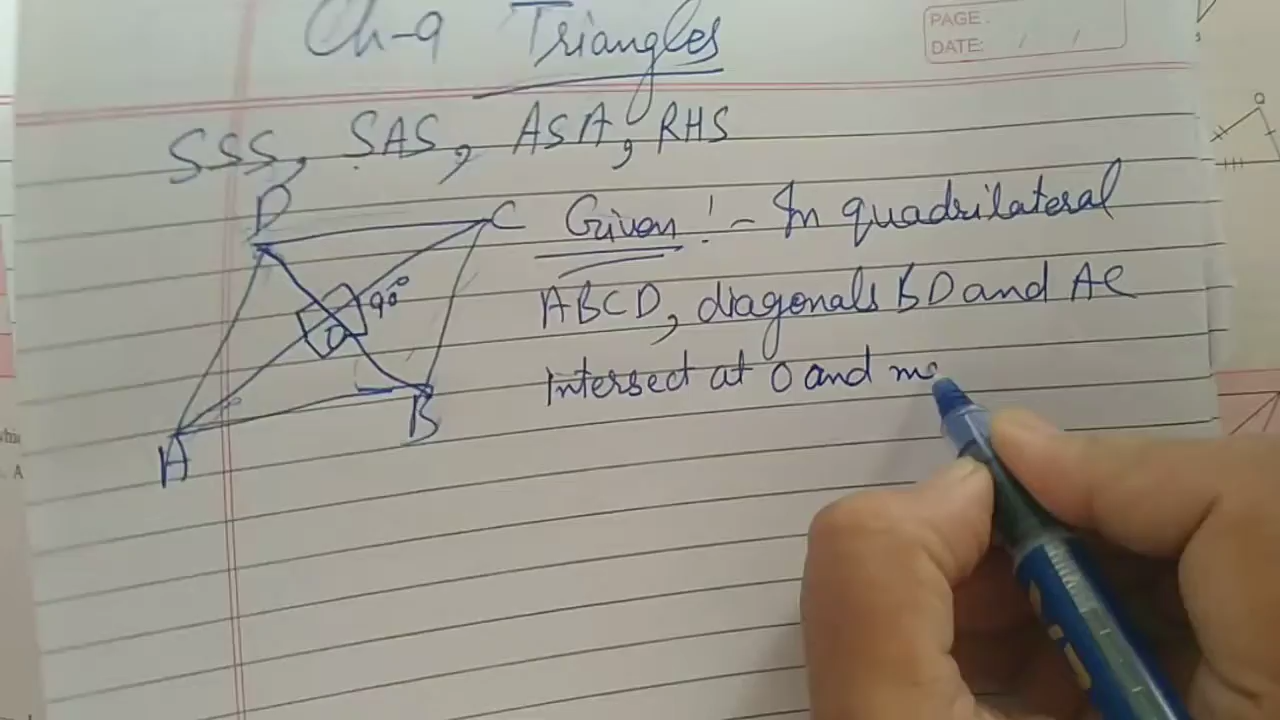 Ch-9 Triangles
PAGE.
DATE: / /
SSS, SAS, ASA, RHS
D
C
90°
O
A
B
Given :- In quadrilateral
ABCD, diagonals BD and AC
Intersect at O and
Q